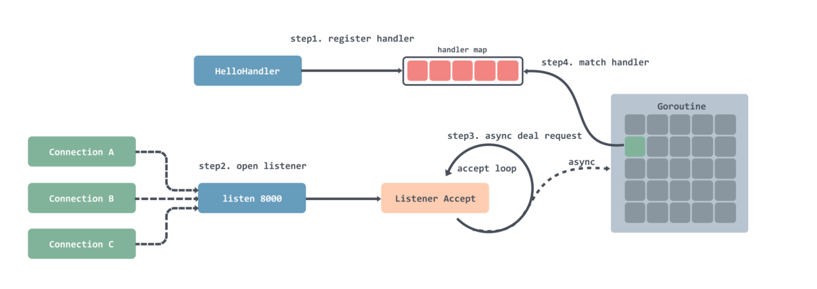 step1. register handler
handler map
HelloHandler
step4. match handler
Goroutine
Connection A
step3. async deal request
step2. open listener
accept loop
async
Connection B
listen 8000
Listener Accept
Connection C